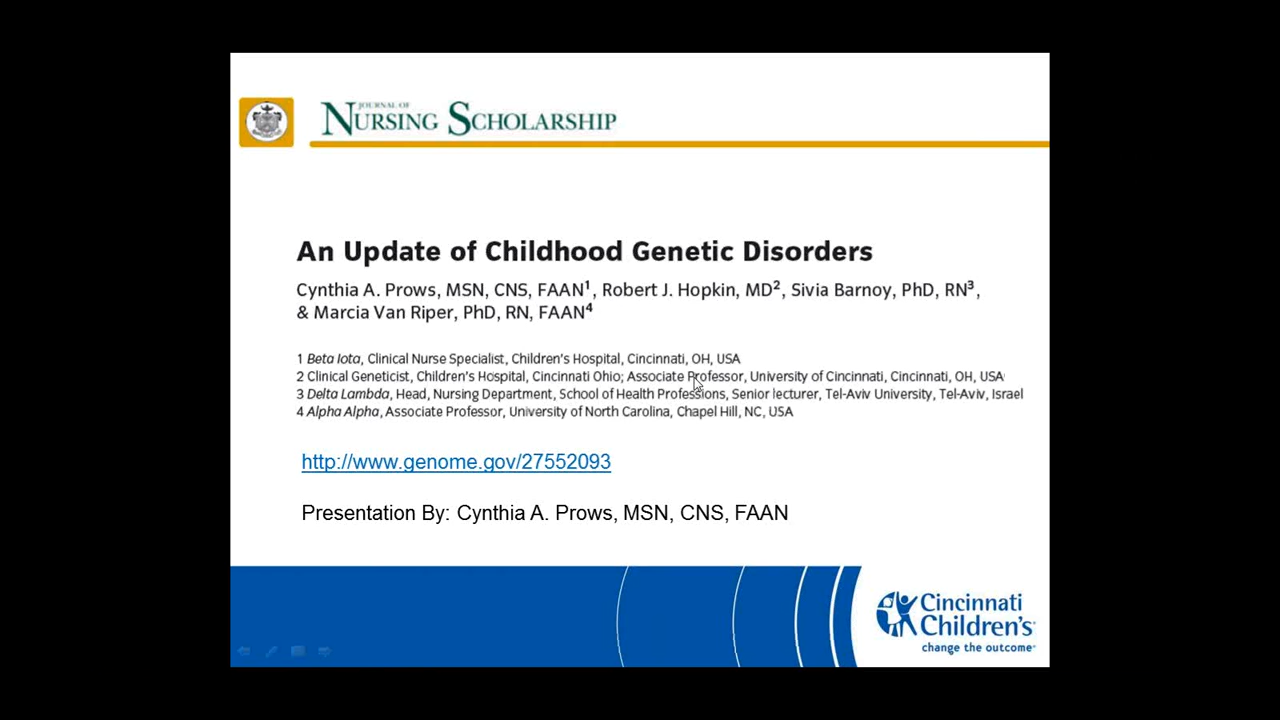 JOURNAL OF
NURSING SCHOLARSHIP
An Update of Childhood Genetic Disorders
Cynthia A. Prows, MSN, CNS, FAAN1, Robert J. Hopkin, MD2, Sivia Barnoy, PhD, RN3,
& Marcia Van Riper, PhD, RN, FAAN4
1 Beta Iota, Clinical Nurse Specialist, Children's Hospital, Cincinnati, OH, USA
2 Clinical Geneticist, Children's Hospital, Cincinnati Ohio; Associate Professor, University of Cincinnati, Cincinnati, OH, USA
3 Delta Lambda, Head, Nursing Department, School of Health Professions, Senior lecturer, Tel-Aviv University, Tel-Aviv, Israel
4 Alpha Alpha, Associate Professor, University of North Carolina, Chapel Hill, NC, USA
http://www.genome.gov/27552093
Presentation By: Cynthia A. Prows, MSN, CNS, FAAN
Cincinnati
Children's
change the outcome